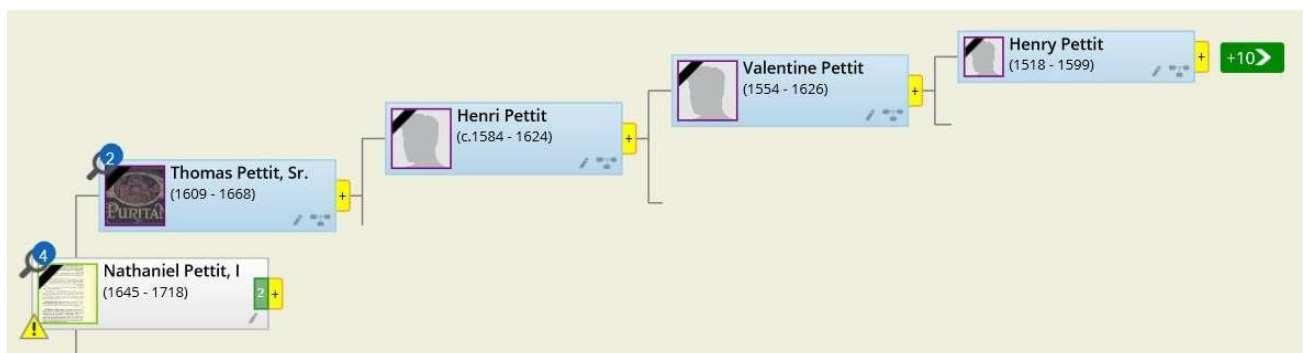 Henry Pettit
(1518 - 1599)
+
+10
Valentine Pettit
(1554 - 1626)
+
Henri Pettit
(c.1584 - 1624)
+
2
Thomas Pettit, Sr.
(1609 - 1668)
PURITA
+
4
Nathaniel Pettit, I
(1645 - 1718)
2
+